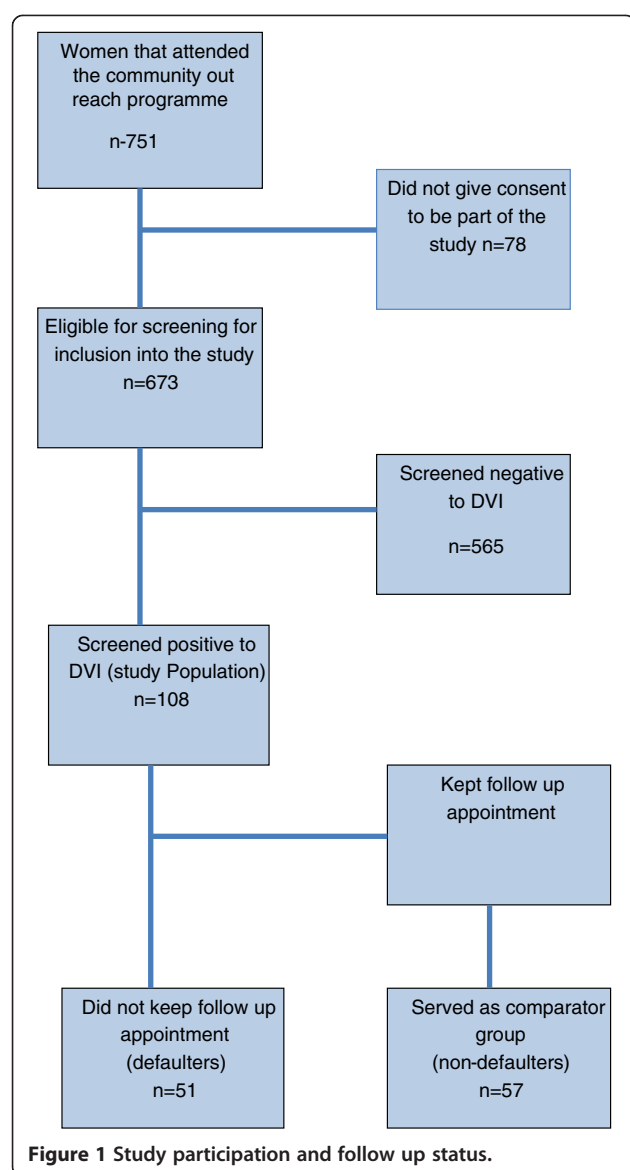 Women that attended
the community out
reach programme
n-751
Did not give consent
to be part of the
study n=78
Eligible for screening for
inclusion into the study
n=673
Screened negative
to DVI
n=565
Screened positive to
DVI (study Population)
n=108
Kept follow up
appointment
Did not keep follow up
appointment
(defaulters)
n=51
Served as comparator
group
(non-defaulters)
n=57
Figure 1 Study participation and follow up status.